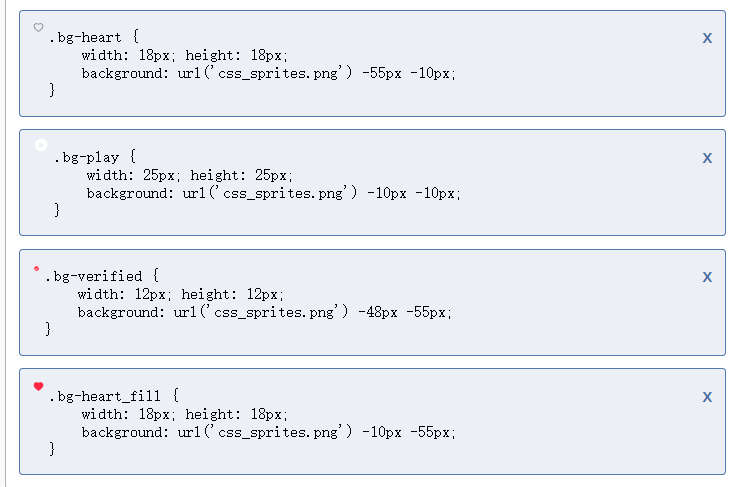 .bg-heart {
    width: 18px; height: 18px;
    background: url('css_sprites.png') -55px -10px;
}
X
.bg-play {
    width: 25px; height: 25px;
    background: url('css_sprites.png') -10px -10px;
}
X
.bg-verified {
    width: 12px; height: 12px;
    background: url('css_sprites.png') -48px -55px;
}
X
.bg-heart_fill {
    width: 18px; height: 18px;
    background: url('css_sprites.png') -10px -55px;
}
X